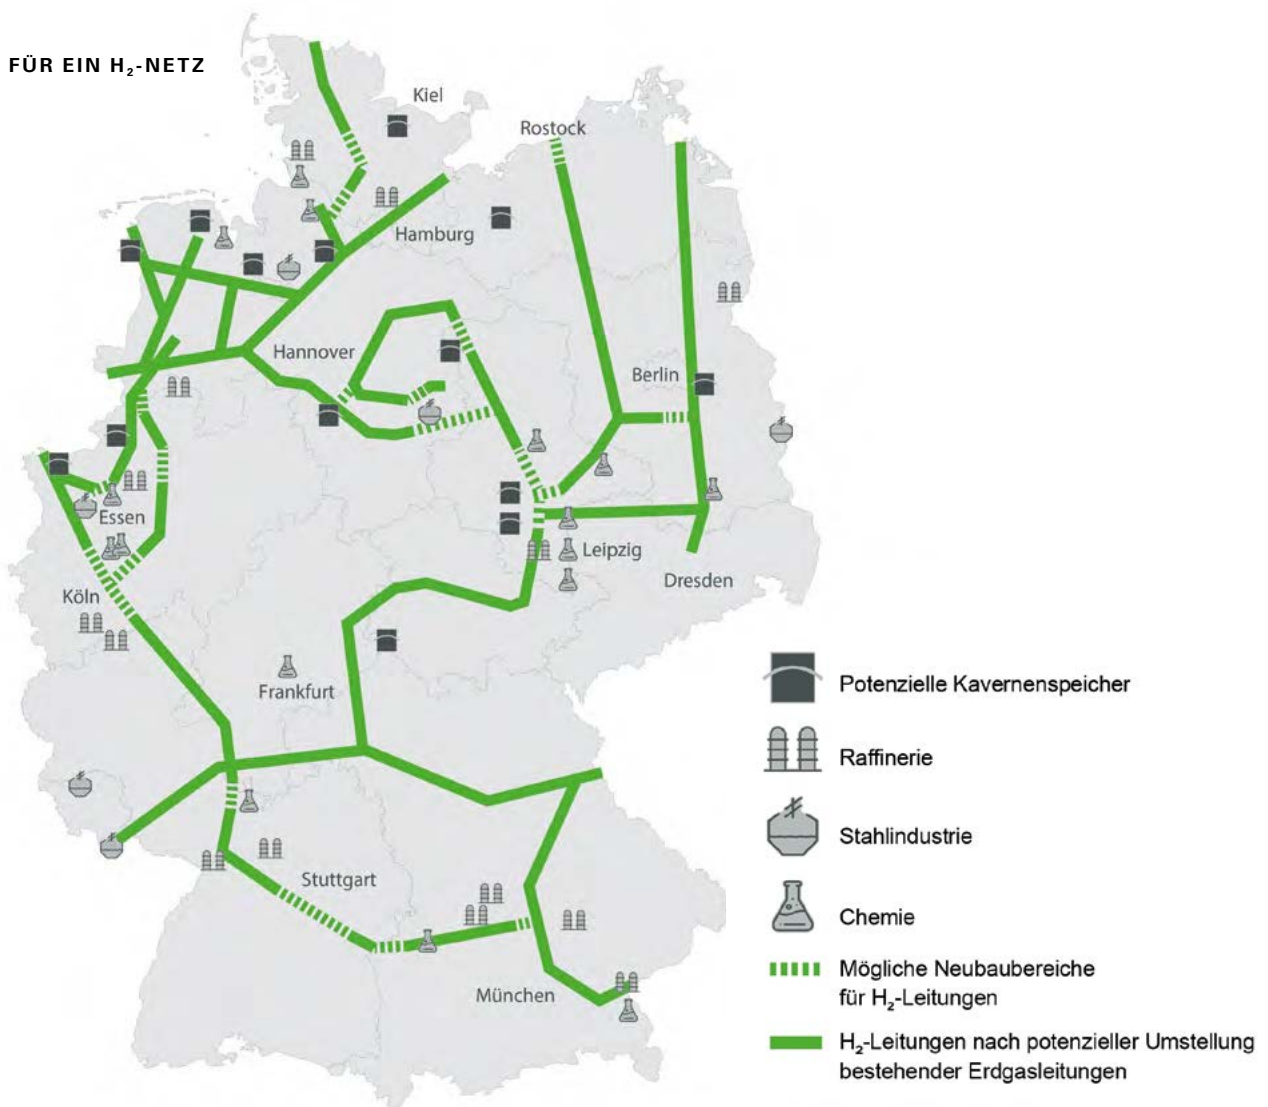 FÜR EIN H₂-NETZ
Kiel
Rostock
Hamburg
Hannover
Berlin
Essen
Leipzig
Dresden
Köln
Frankfurt
Stuttgart
München
Potenzielle Kavernenspeicher
Raffinerie
Stahlindustrie
Chemie
Mögliche Neubaubereiche
für H₂-Leitungen
H₂-Leitungen nach potenzieller Umstellung
bestehender Erdgasleitungen